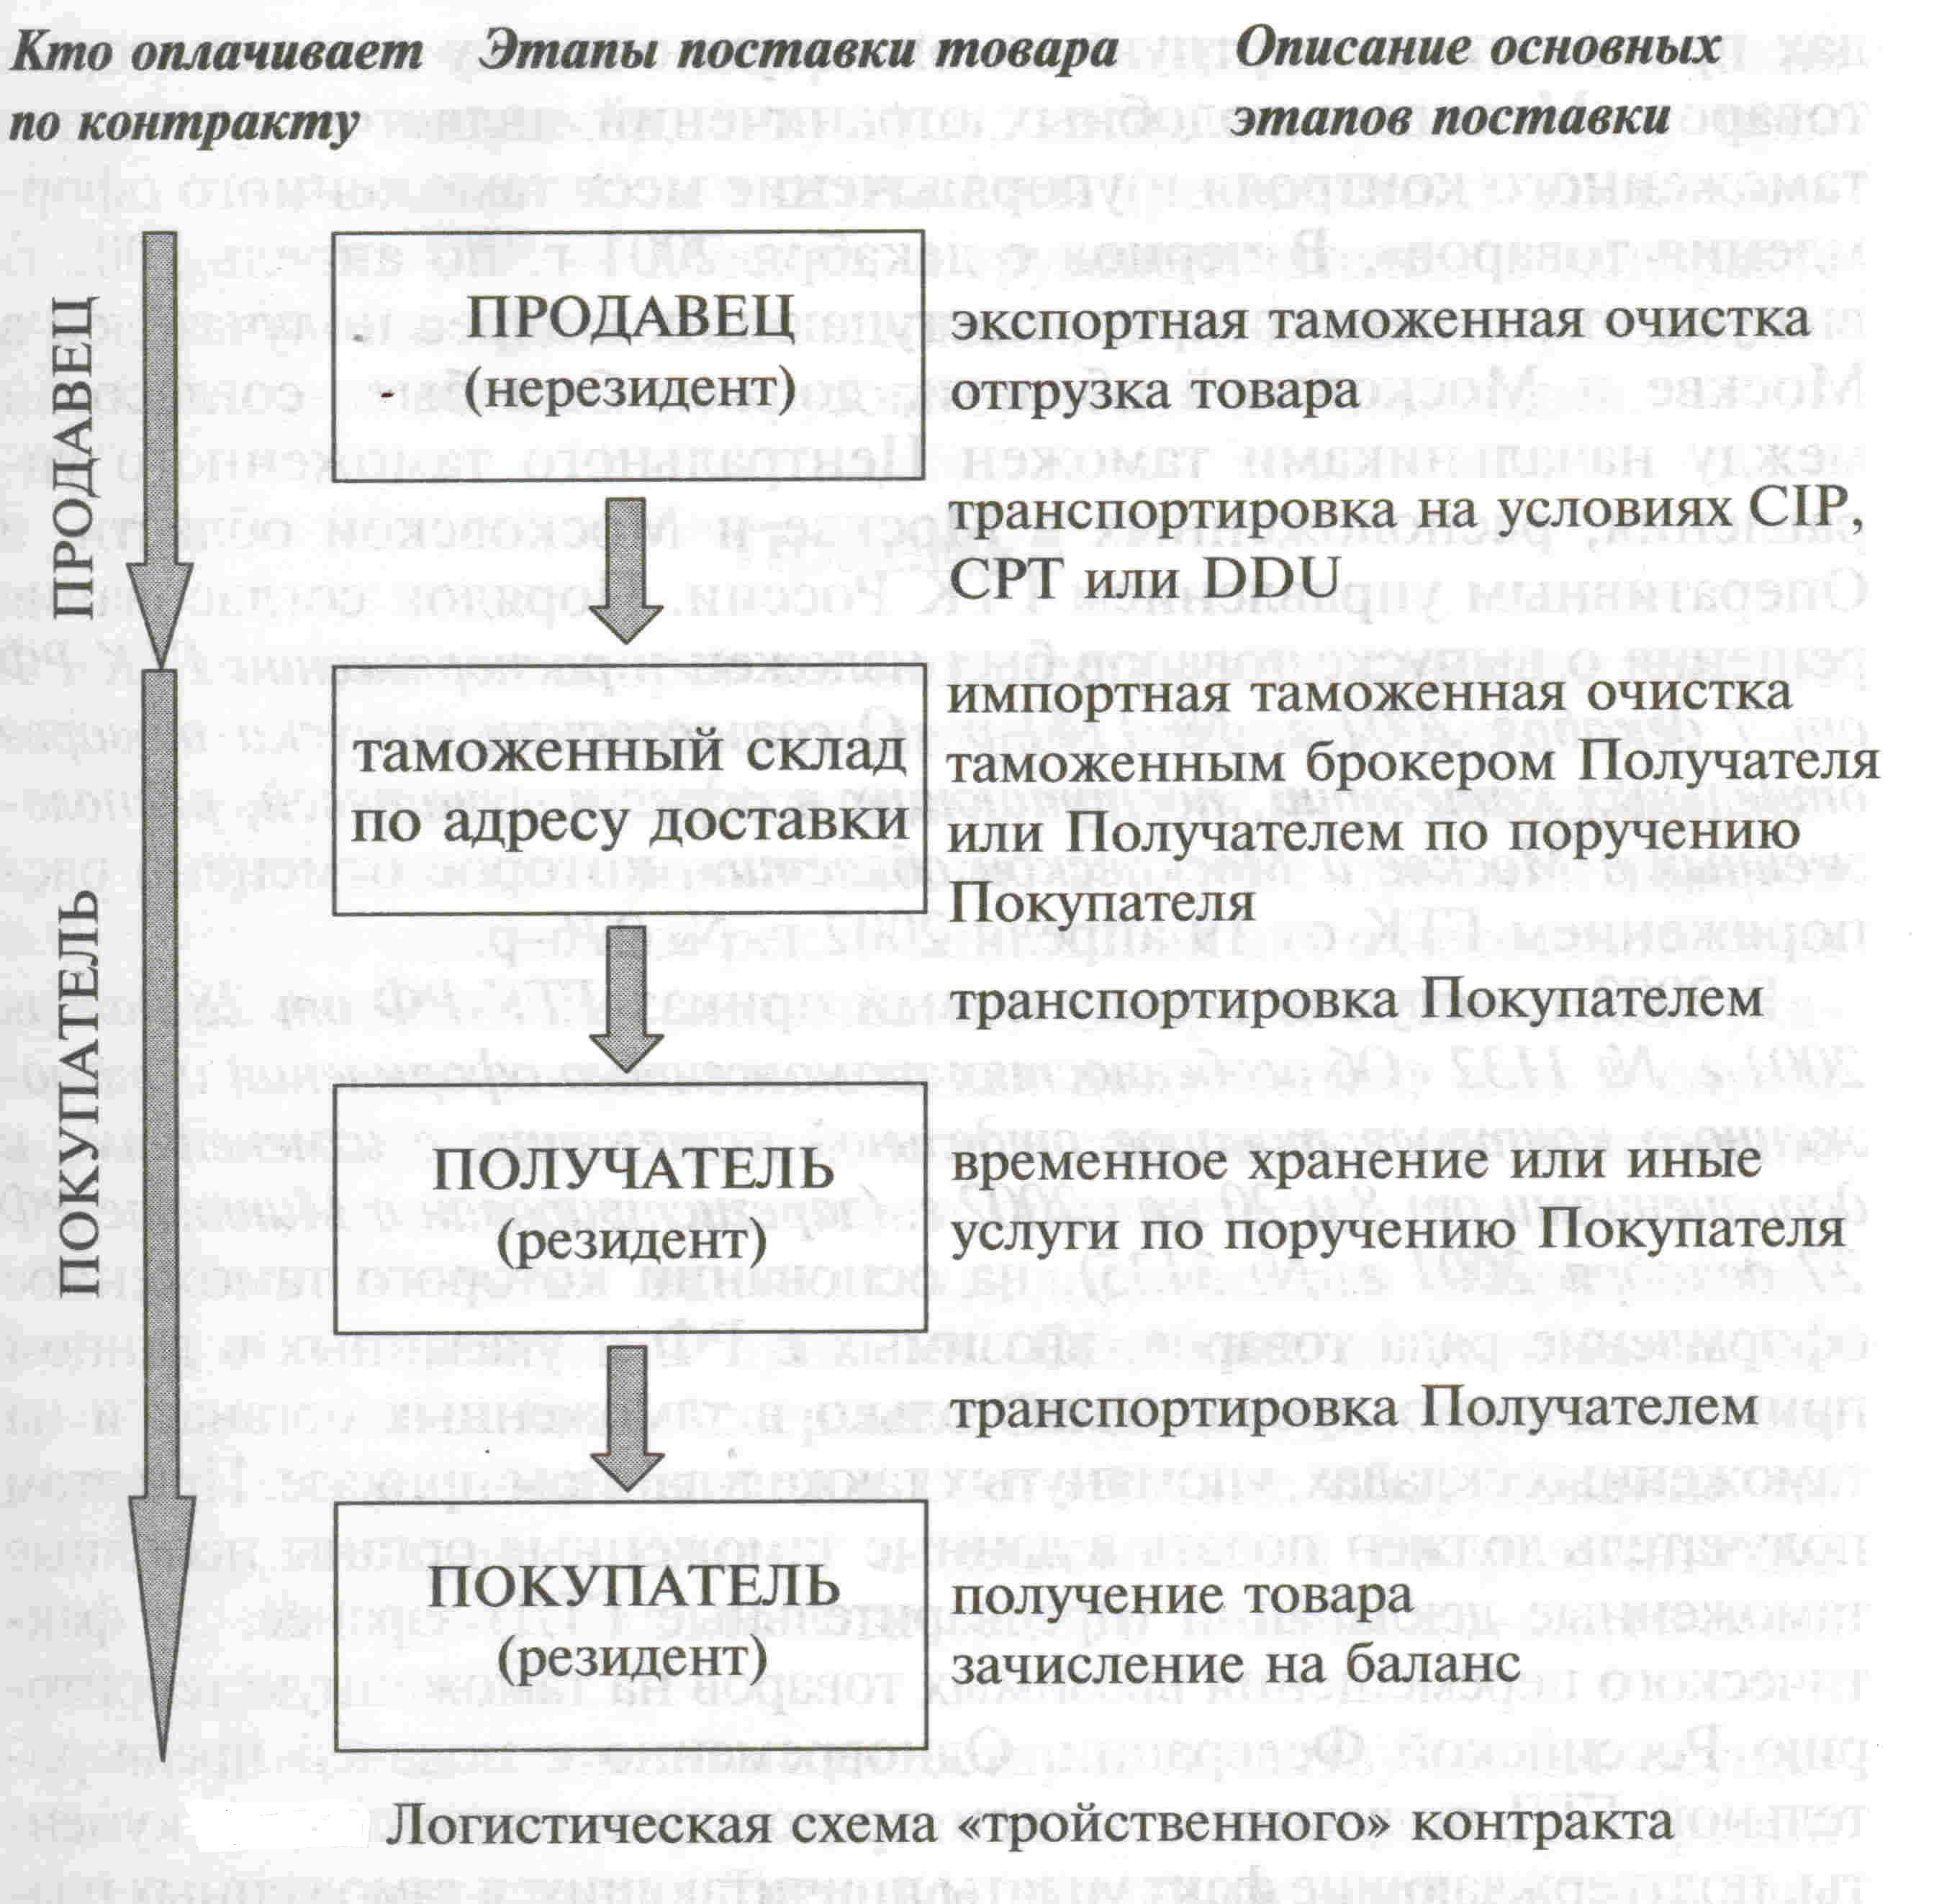 Кто оплачивает
по контракту
Этапы поставки товара
Описание основных
этапов поставки
ПРОДАВЕЦ
ПРОДАВЕЦ
(нерезидент)
экспортная таможенная очистка
отгрузка товара
транспортировка на условиях CIP,
CPT или DDU
ПОКУПАТЕЛЬ
таможенный склад
по адресу доставки
импортная таможенная очистка
таможенным брокером Получателя
или Получателем по поручению
Покупателя
транспортировка Покупателем
ПОЛУЧАТЕЛЬ
(резидент)
временное хранение или иные
услуги по поручению Покупателя
транспортировка Получателем
ПОКУПАТЕЛЬ
(резидент)
получение товара
зачисление на баланс
Логистическая схема «тройственного» контракта